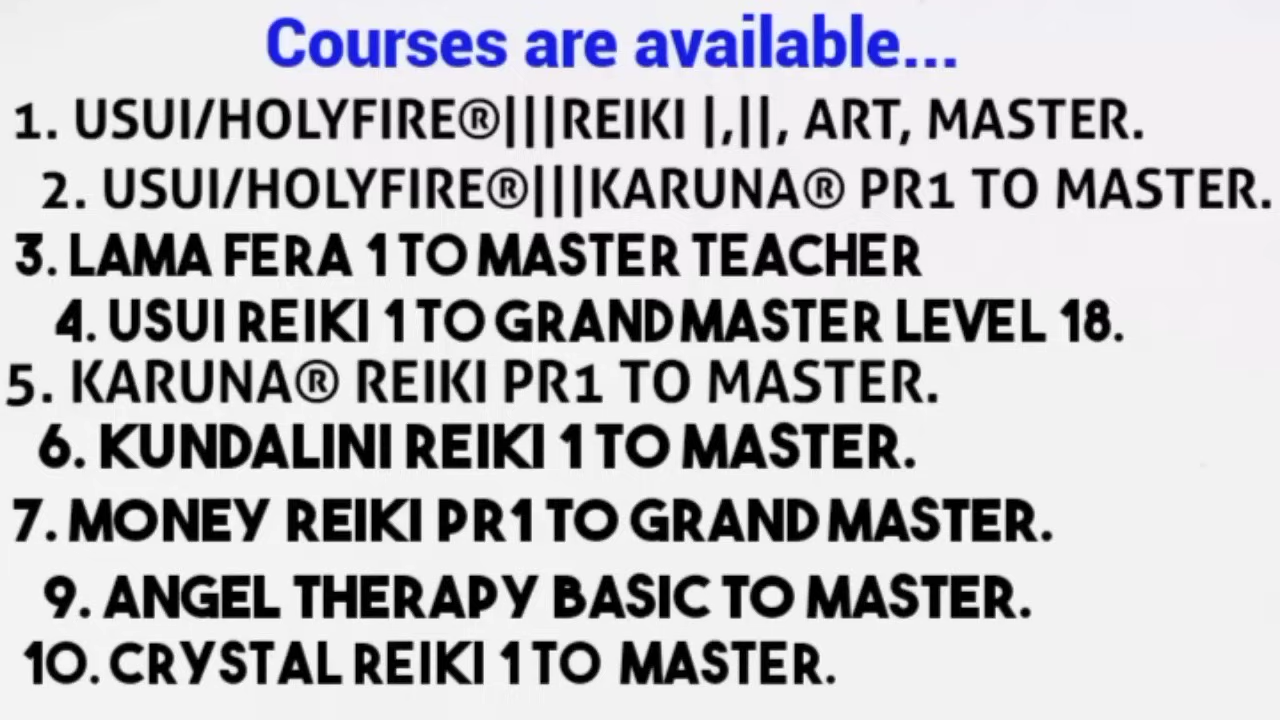 Courses are available...
1. USUI/HOLYFIRE®|||REIKI |,||, ART, MASTER.
2. USUI/HOLYFIRE®|||KARUNA® PR1 TO MASTER.
3. LAMA FERA 1 TO MASTER TEACHER
4. USUI REIKI 1 TO GRANDMASTER LEVEL 18.
5. KARUNA® REIKI PR1 TO MASTER.
6. KUNDALINI REIKI 1 TO MASTER.
7. MONEY REIKI PR1 TO GRANDMASTER.
9. ANGEL THERAPY BASIC TO MASTER.
10. CRYSTAL REIKI 1 TO MASTER.